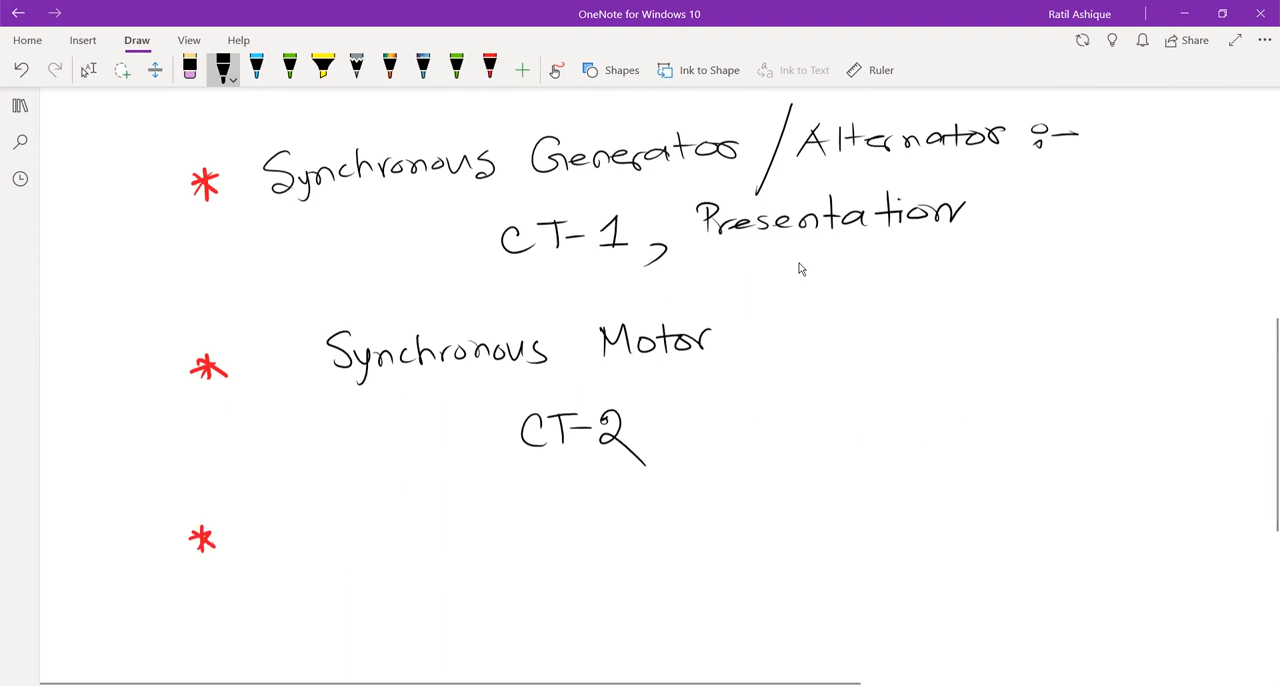 OneNote for Windows 10
Ratil Ashique
Home Insert Draw View Help
Share
Shapes Ink to Shape Ink to Text Ruler
* Synchronous Generator / Alternator :-
CT-1, Presentation
* Synchronous Motor
CT-2
*